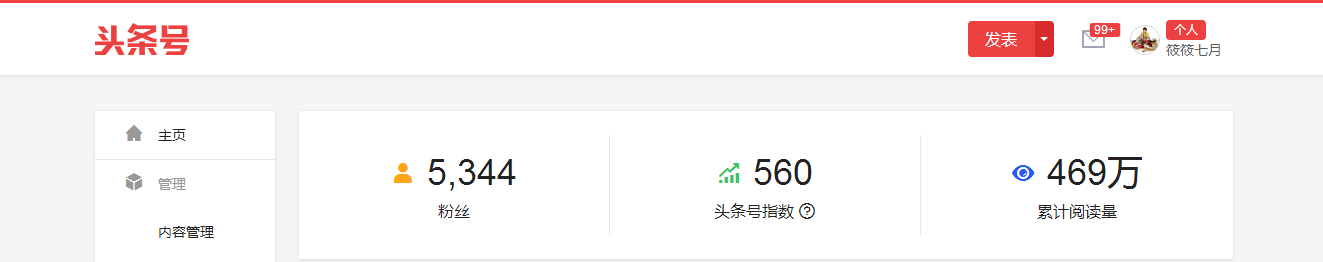 头条号
发表
99+
个人
筱筱七月
主页
管理
内容管理
5,344
粉丝
560
头条号指数
469万
累计阅读量